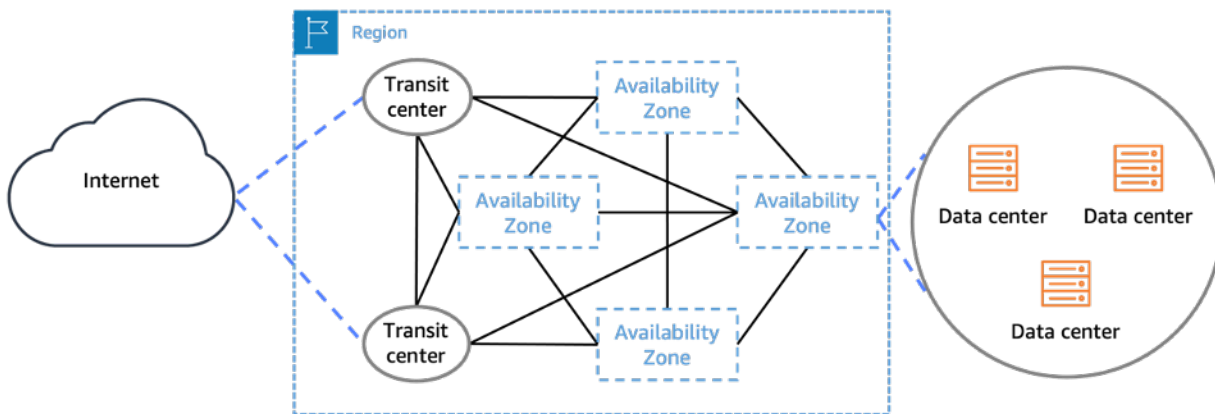 Region
Transit
center
Availability
Zone
Internet
Availability
Zone
Availability
Zone
Data center
Data center
Transit
center
Availability
Zone
Data center